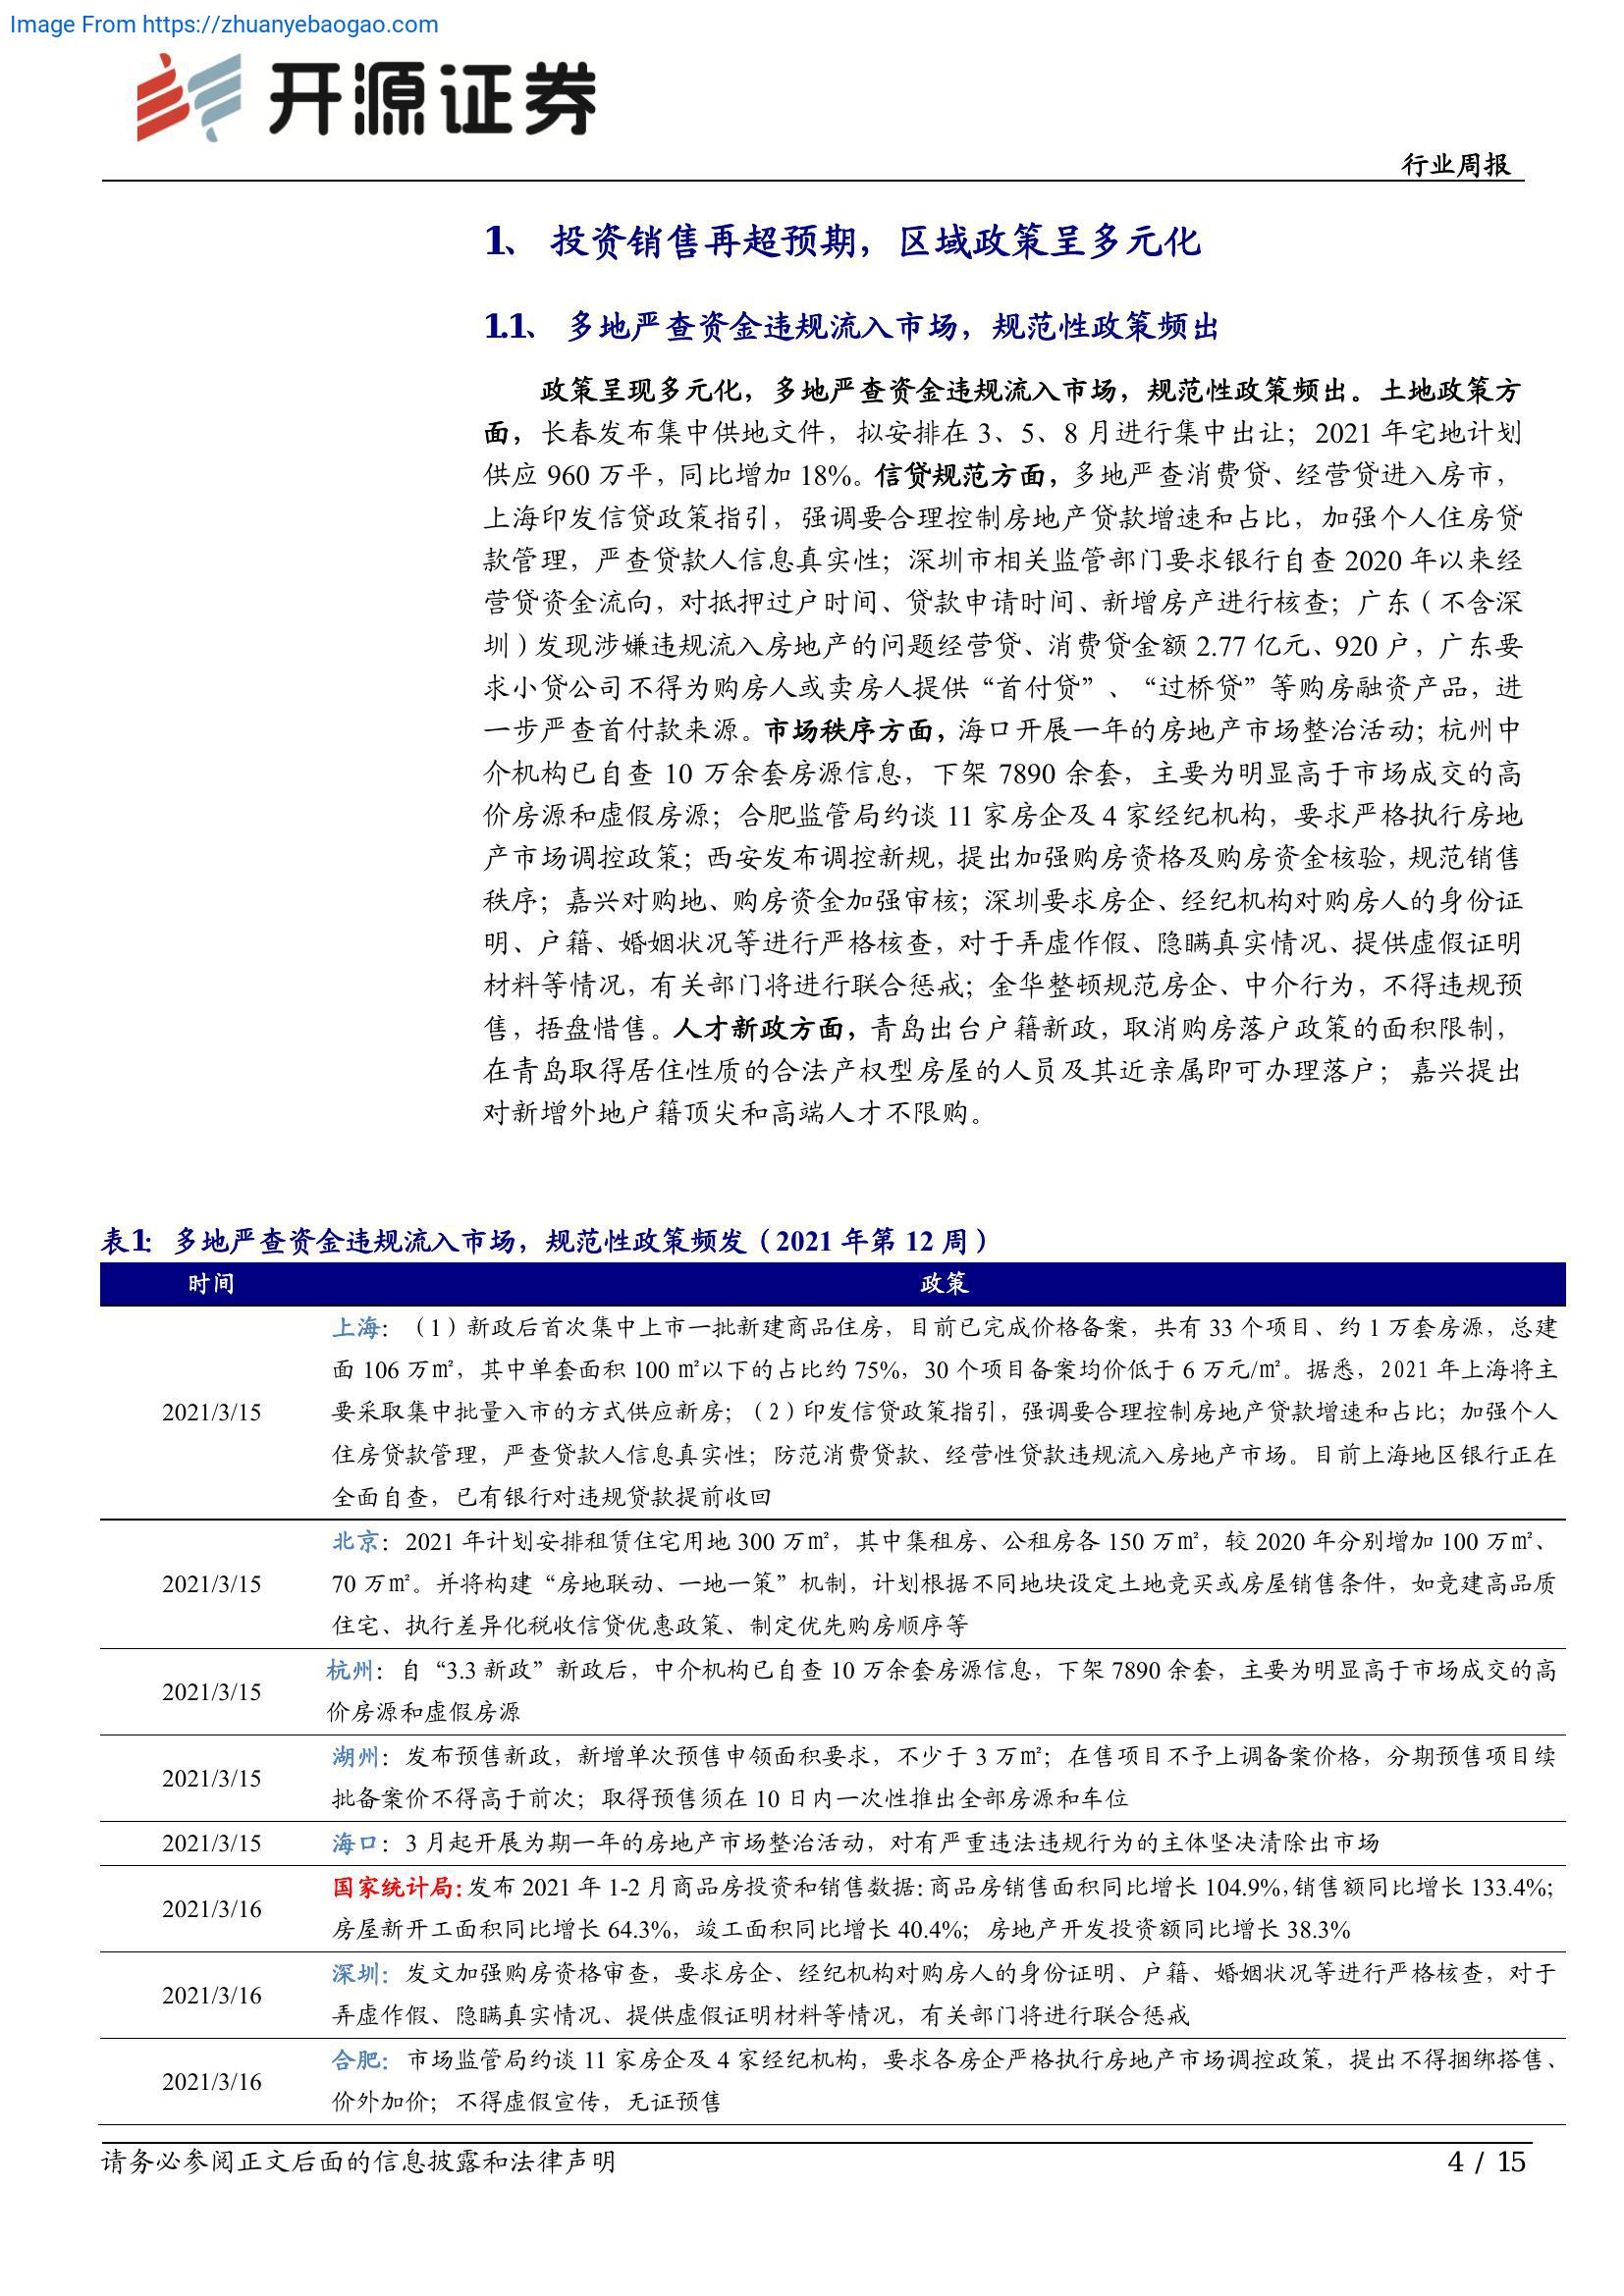 Image From https://zhuanyebaogao.com
开源证券
行业周报
1、 投资销售再超预期，区域政策呈多元化
1.1、 多地严查资金违规流入市场，规范性政策频出
政策呈现多元化，多地严查资金违规流入市场，规范性政策频出。土地政策方
面，长春发布集中供地文件，拟安排在 3、5、8 月进行集中出让；2021 年宅地计划
供应 960 万平，同比增加 18%。信贷规范方面，多地严查消费贷、经营贷进入房市，
上海印发信贷政策指引，强调要合理控制房地产贷款增速和占比，加强个人住房贷
款管理，严查贷款人信息真实性；深圳市相关监管部门要求银行自查 2020 年以来经
营贷资金流向，对抵押过户时间、贷款申请时间、新增房产进行核查；广东（不含深
圳）发现涉嫌违规流入房地产的问题经营贷、消费贷金额 2.77 亿元、920 户，广东要
求小贷公司不得为购房人或卖房人提供“首付贷”、“过桥贷”等购房融资产品，进
一步严查首付款来源。市场秩序方面，海口开展一年的房地产市场整治活动；杭州中
介机构已自查 10 万余套房源信息，下架 7890 余套，主要为明显高于市场成交的高
价房源和虚假房源；合肥监管局约谈 11 家房企及 4 家经纪机构，要求严格执行房地
产市场调控政策；西安发布调控新规，提出加强购房资格及购房资金核验，规范销售
秩序；嘉兴对购地、购房资金加强审核；深圳要求房企、经纪机构对购房人的身份证
明、户籍、婚姻状况等进行严格核查，对于弄虚作假、隐瞒真实情况、提供虚假证明
材料等情况，有关部门将进行联合惩戒；金华整顿规范房企、中介行为，不得违规预
售，捂盘惜售。人才新政方面，青岛出台户籍新政，取消购房落户政策的面积限制，
在青岛取得居住性质的合法产权型房屋的人员及其近亲属即可办理落户；嘉兴提出
对新增外地户籍顶尖和高端人才不限购。
表1：多地严查资金违规流入市场，规范性政策频发（2021 年第 12 周）
时间 政策
上海：（1）新政后首次集中上市一批新建商品住房，目前已完成价格备案，共有 33 个项目、约 1 万套房源，总建
面 106 万㎡，其中单套面积 100 ㎡以下的占比约 75%，30 个项目备案均价低于 6 万元/㎡。据悉，2021 年上海将主
2021/3/15 要采取集中批量入市的方式供应新房；（2）印发信贷政策指引，强调要合理控制房地产贷款增速和占比；加强个人
住房贷款管理，严查贷款人信息真实性；防范消费贷款、经营性贷款违规流入房地产市场。目前上海地区银行正在
全面自查，已有银行对违规贷款提前收回
北京：2021 年计划安排租赁住宅用地 300 万㎡，其中集租房、公租房各 150 万㎡，较 2020 年分别增加 100 万㎡、
2021/3/15 70 万㎡。并将构建“房地联动、一地一策”机制，计划根据不同地块设定土地竞买或房屋销售条件，如竞建高品质
住宅、执行差异化税收信贷优惠政策、制定优先购房顺序等
杭州：自“3.3 新政”新政后，中介机构已自查 10 万余套房源信息，下架 7890 余套，主要为明显高于市场成交的高
2021/3/15
价房源和虚假房源
湖州：发布预售新政，新增单次预售申领面积要求，不少于 3 万㎡；在售项目不予上调备案价格，分期预售项目续
2021/3/15
批备案价不得高于前次；取得预售须在 10 日内一次性推出全部房源和车位
2021/3/15 海口：3 月起开展为期一年的房地产市场整治活动，对有严重违法违规行为的主体坚决清除出市场
国家统计局：发布 2021 年 1-2 月商品房投资和销售数据：商品房销售面积同比增长 104.9%，销售额同比增长 133.4%；
2021/3/16
房屋新开工面积同比增长 64.3%，竣工面积同比增长 40.4%；房地产开发投资额同比增长 38.3%
深圳：发文加强购房资格审查，要求房企、经纪机构对购房人的身份证明、户籍、婚姻状况等进行严格核查，对于
2021/3/16
弄虚作假、隐瞒真实情况、提供虚假证明材料等情况，有关部门将进行联合惩戒
合肥：市场监管局约谈 11 家房企及 4 家经纪机构，要求各房企严格执行房地产市场调控政策，提出不得捆绑搭售、
2021/3/16
价外加价；不得虚假宣传，无证预售
请务必参阅正文后面的信息披露和法律声明 4 / 15